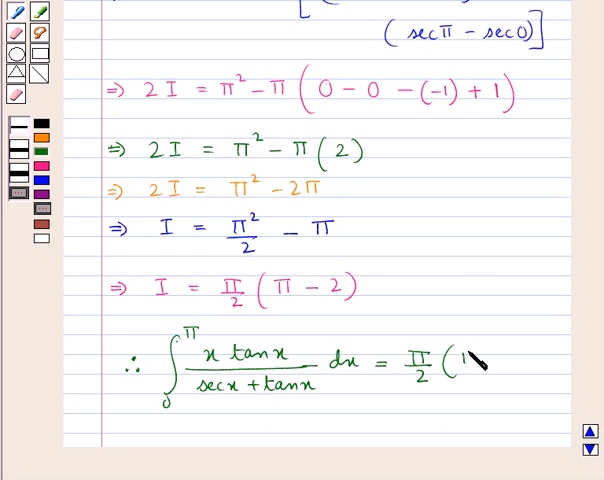 ( secπ − sec0 ) ]
⇒ 2I = π² − π ( 0 − 0 − (−1) + 1 )
⇒ 2I = π² − π ( 2 )
⇒ 2I = π² − 2π
⇒ I = π²/2 − π
⇒ I = π/2 ( π − 2 )
∴ ∫₀^π x tanx / secx + tanx dx = π/2 (